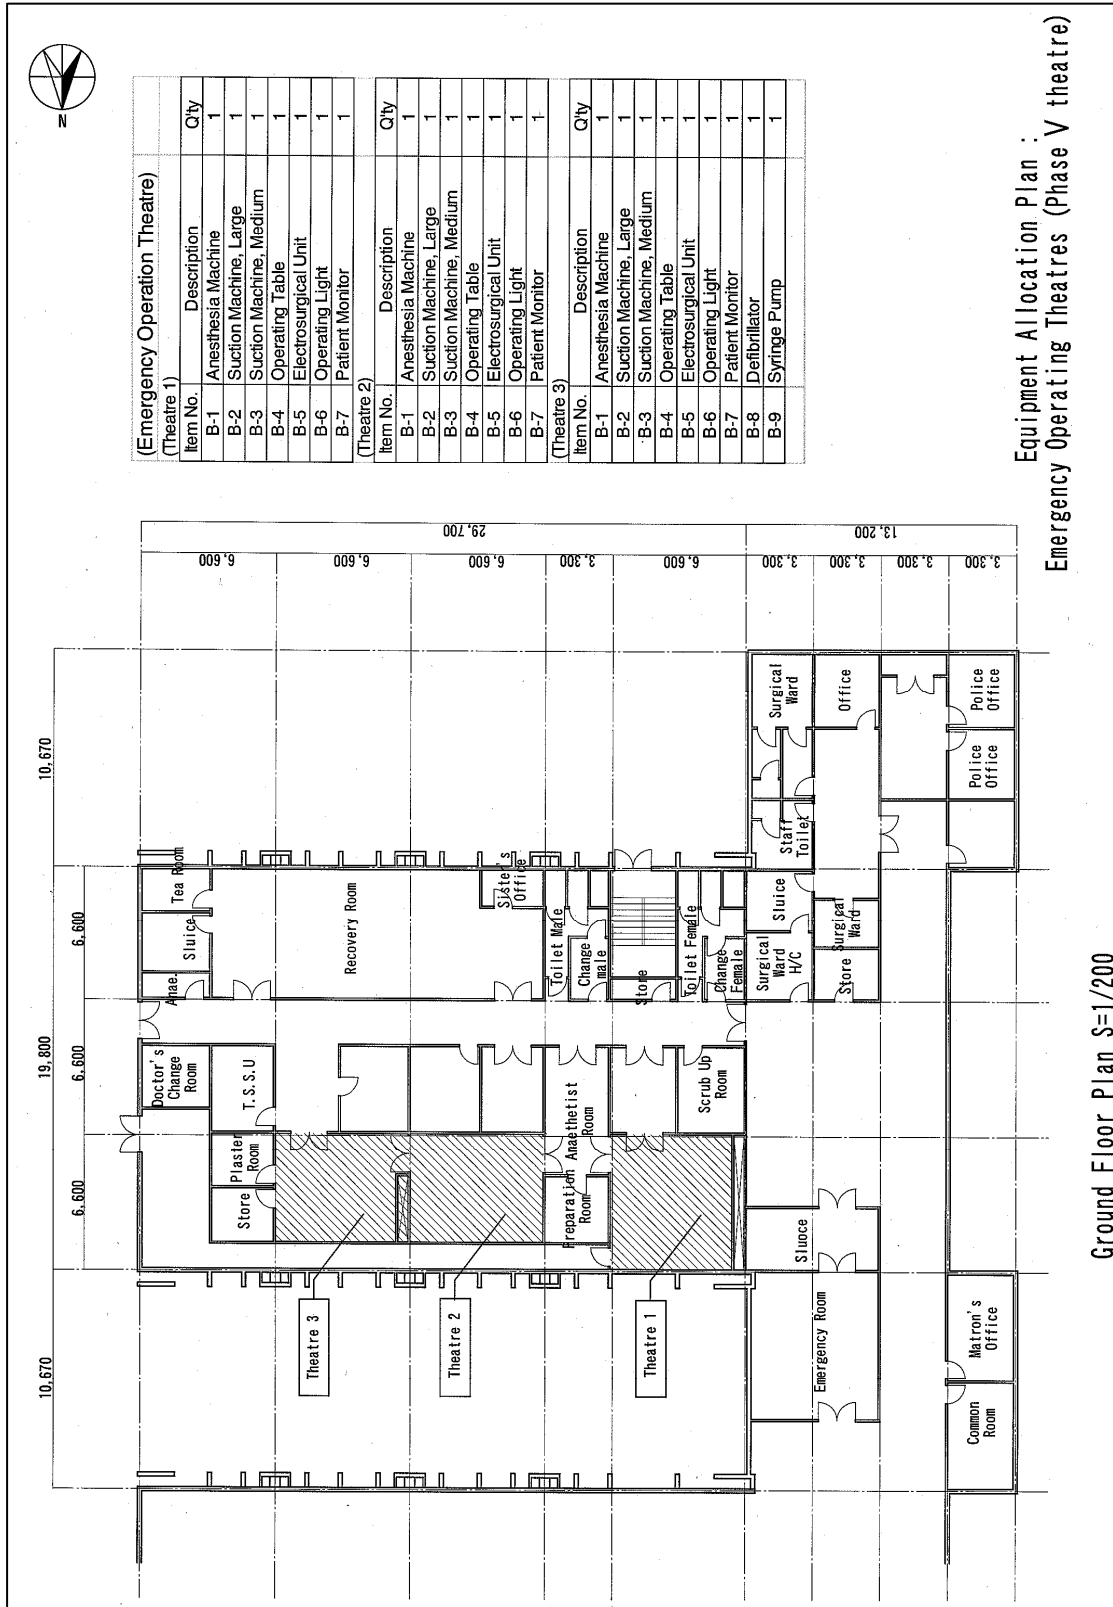 N
(Emergency Operation Theatre)
(Theatre 1)
Item No. Description Q'ty
B-1 Anesthesia Machine 1
B-2 Suction Machine, Large 1
B-3 Suction Machine, Medium 1
B-4 Operating Table 1
B-5 Electrosurgical Unit 1
B-6 Operating Light 1
B-7 Patient Monitor 1
(Theatre 2)
Item No. Description Q'ty
B-1 Anesthesia Machine 1
B-2 Suction Machine, Large 1
B-3 Suction Machine, Medium 1
B-4 Operating Table 1
B-5 Electrosurgical Unit 1
B-6 Operating Light 1
B-7 Patient Monitor 1
(Theatre 3)
Item No. Description Q'ty
B-1 Anesthesia Machine 1
B-2 Suction Machine, Large 1
B-3 Suction Machine, Medium 1
B-4 Operating Table 1
B-5 Electrosurgical Unit 1
B-6 Operating Light 1
B-7 Patient Monitor 1
B-8 Defibrillator 1
B-9 Syringe Pump 1
Equipment Allocation Plan :
Emergency Operating Theatres (Phase V theatre)
10,670
19,800
10,670
6,600
6,600
6,600
29,700
13,200
6,600
6,600
6,600
3,300
6,600
3,300
3,300
3,300
3,300
Tea Room
Sluice
Anae.
Doctor's
Change
Room
T.S.S.U
Plaster
Room
Store
Recovery Room
Sister's
Office
Toilet Male
Change
male
Store
Toilet Female
Change
Female
Anaethetist
Room
Preparation
Room
Scrub Up
Room
Theatre 3
Theatre 2
Theatre 1
Surgical
Ward
Office
Staff
Toilet
Sluice
Surgical
Ward
H/C
Surgical
Ward
Store
Police
Office
Police
Office
Sluoce
Emergency Room
Matron's
Office
Common
Room
Ground Floor Plan S=1/200